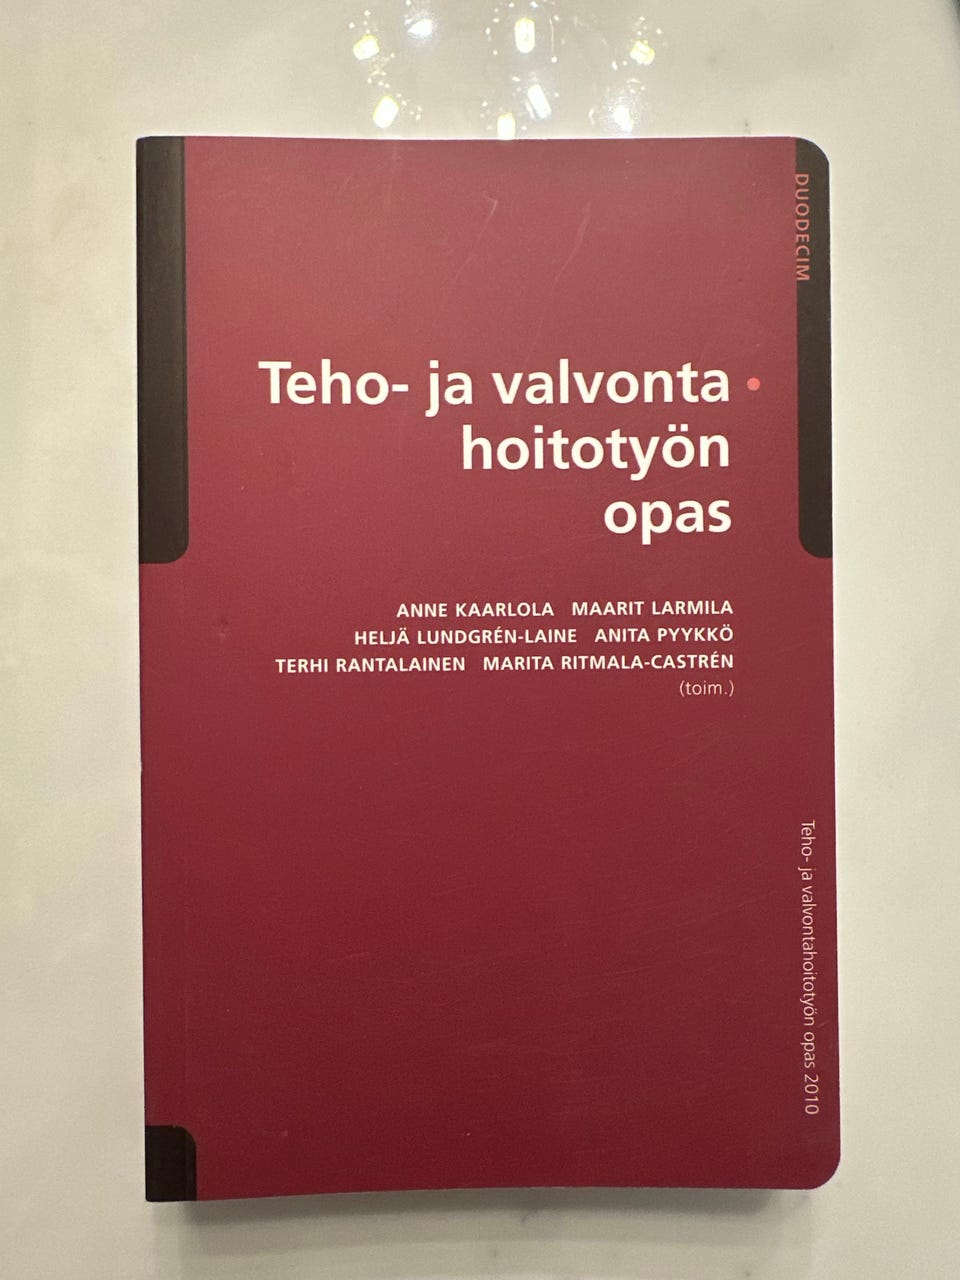 DUODECIM
Teho- ja valvonta •
hoitotyön
opas
ANNE KAARLOLA MAARIT LARMILA
HELJÄ LUNDGRÉN-LAINE ANITA PYYKKÖ
TERHI RANTALAINEN MARITA RITMALA-CASTRÉN
(toim.)
Teho- ja valvontahoitotyön opas 2010